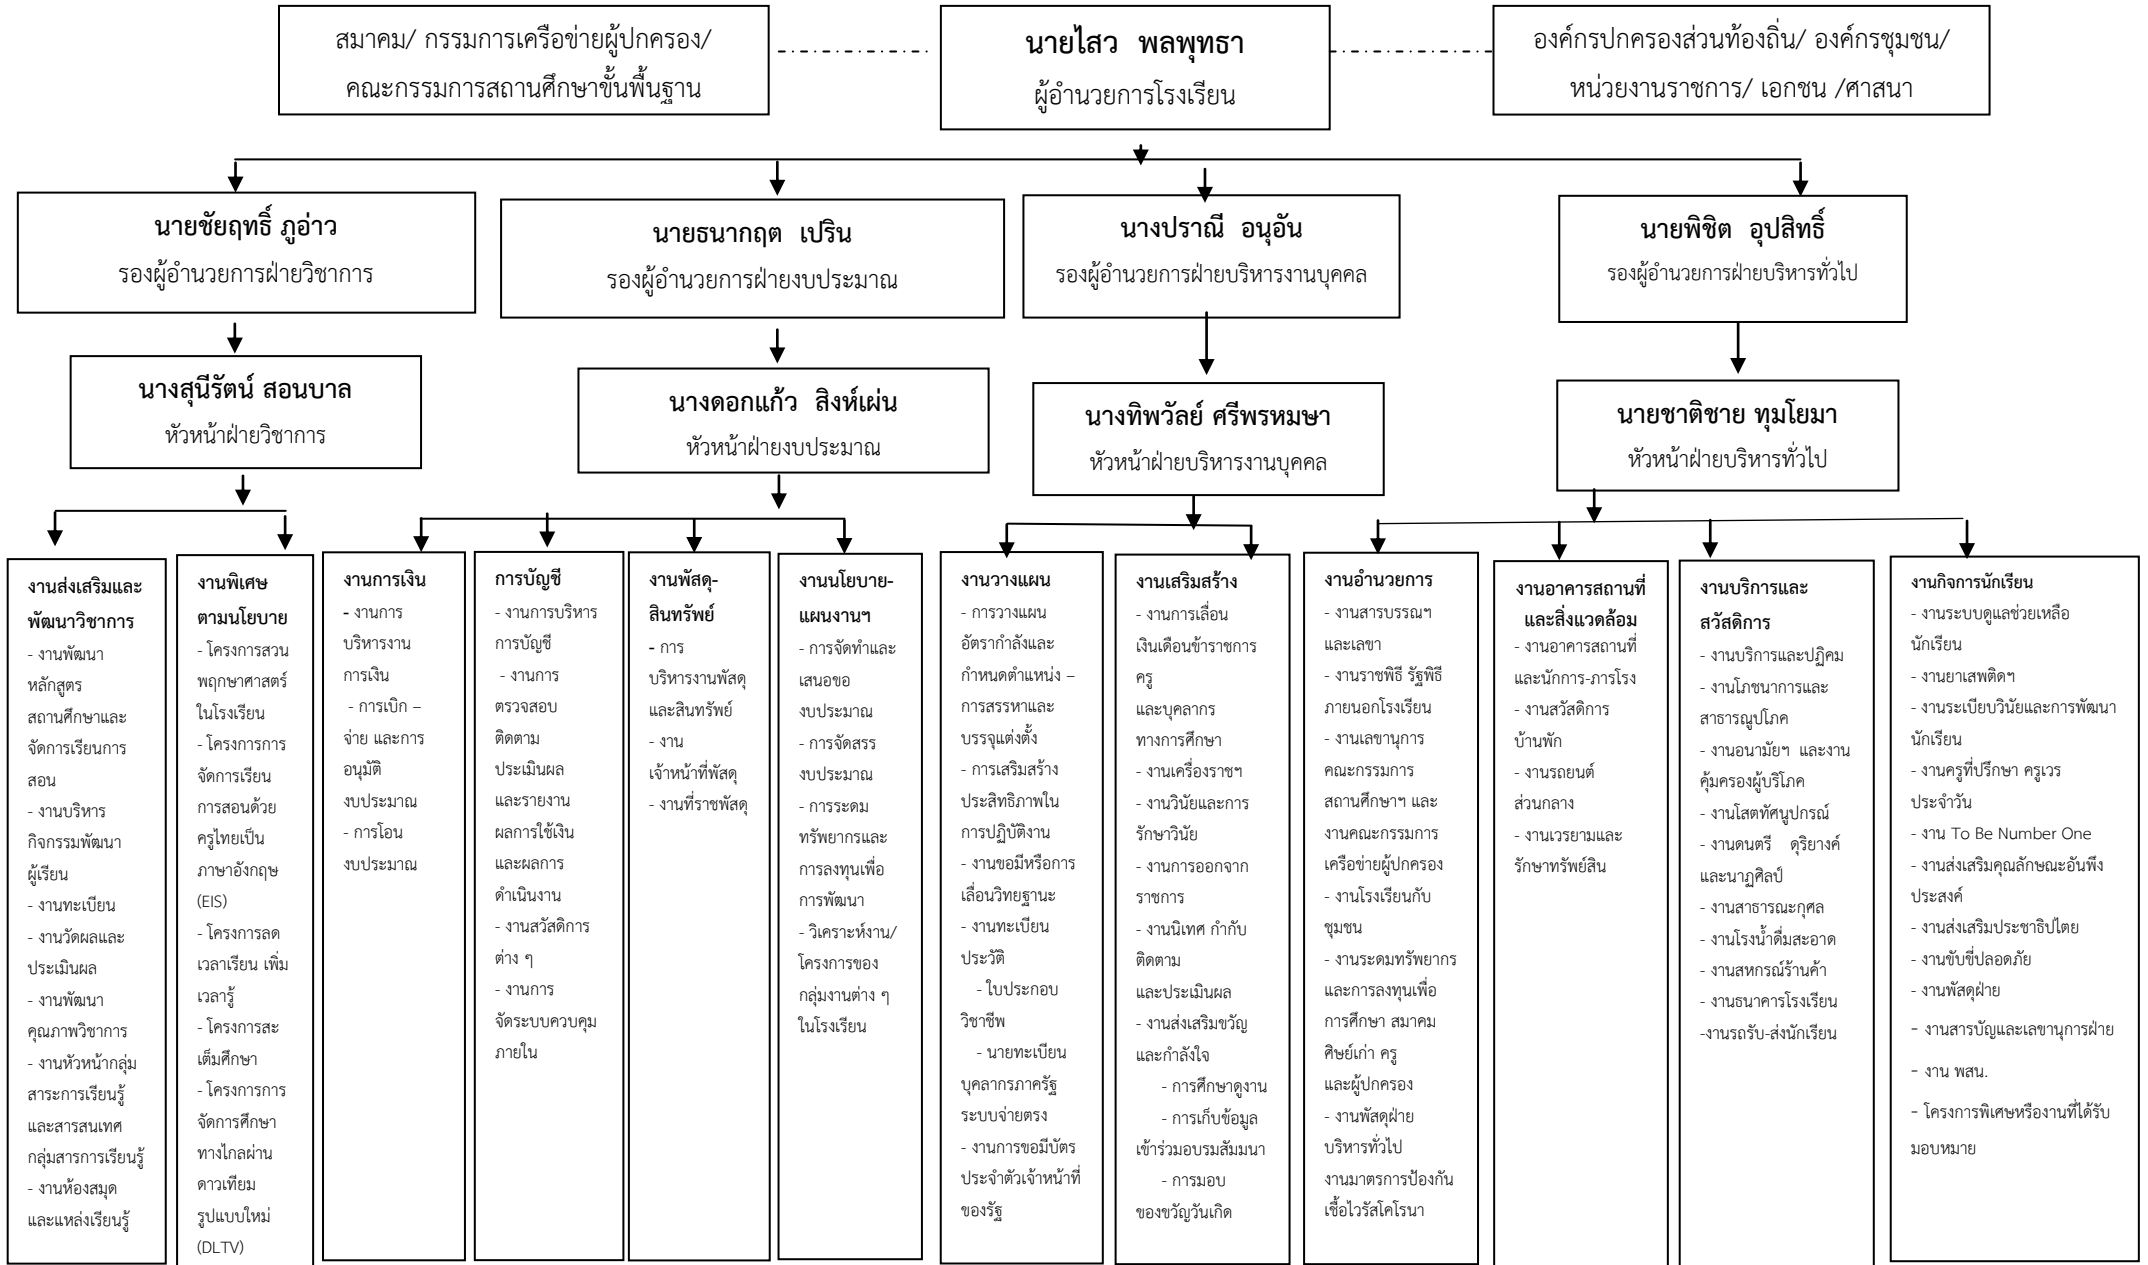 สมาคม/ กรรมการเครือข่ายผู้ปกครอง/
คณะกรรมการสถานศึกษาขั้นพื้นฐาน
นายไสว พลพุทธา
ผู้อำนวยการโรงเรียน
องค์กรปกครองส่วนท้องถิ่น/ องค์กรชุมชน/
หน่วยงานราชการ/ เอกชน /ศาสนา
นายชัยฤทธิ์ ภูอ่าว
รองผู้อำนวยการฝ่ายวิชาการ
นายธนากฤต เปริน
รองผู้อำนวยการฝ่ายงบประมาณ
นางปราณี อนุอัน
รองผู้อำนวยการฝ่ายบริหารงานบุคคล
นายพิชิต อุปสิทธิ์
รองผู้อำนวยการฝ่ายบริหารทั่วไป
นางสุนีรัตน์ สอนบาล
หัวหน้าฝ่ายวิชาการ
นางดอกแก้ว สิงห์เผ่น
หัวหน้าฝ่ายงบประมาณ
นางทิพวัลย์ ศรีพรหมษา
หัวหน้าฝ่ายบริหารงานบุคคล
นายชาติชาย ทุมโยมา
หัวหน้าฝ่ายบริหารทั่วไป
งานส่งเสริมและ
พัฒนาวิชาการ
- งานพัฒนา
หลักสูตร
สถานศึกษาและ
จัดการเรียนการ
สอน
- งานบริหาร
กิจกรรมพัฒนา
ผู้เรียน
- งานทะเบียน
- งานวัดผลและ
ประเมินผล
- งานพัฒนา
คุณภาพวิชาการ
- งานหัวหน้ากลุ่ม
สาระการเรียนรู้
และสารสนเทศ
กลุ่มสารการเรียนรู้
- งานห้องสมุด
และแหล่งเรียนรู้
งานพิเศษ
ตามนโยบาย
- โครงการสวน
พฤกษาศาสตร์
ในโรงเรียน
- โครงการการ
จัดการเรียน
การสอนด้วย
ครูไทยเป็น
ภาษาอังกฤษ
(EIS)
- โครงการลด
เวลาเรียน เพิ่ม
เวลารู้
- โครงการสะ
เต็มศึกษา
- โครงการการ
จัดการศึกษา
ทางไกลผ่าน
ดาวเทียม
รูปแบบใหม่
(DLTV)
งานการเงิน
- งานการ
บริหารงาน
การเงิน
- การเบิก –
จ่าย และการ
อนุมัติ
งบประมาณ
- การโอน
งบประมาณ
การบัญชี
- งานการบริหาร
การบัญชี
- งานการ
ตรวจสอบ
ติดตาม
ประเมินผล
และรายงาน
ผลการใช้เงิน
และผลการ
ดำเนินงาน
- งานสวัสดิการ
ต่าง ๆ
- งานการ
จัดระบบควบคุม
ภายใน
งานพัสดุ-
สินทรัพย์
- การ
บริหารงานพัสดุ
และสินทรัพย์
- งาน
เจ้าหน้าที่พัสดุ
- งานที่ราชพัสดุ
งานนโยบาย-
แผนงานฯ
- การจัดทำและ
เสนอขอ
งบประมาณ
- การจัดสรร
งบประมาณ
- การระดม
ทรัพยากรและ
การลงทุนเพื่อ
การพัฒนา
- วิเคราะห์งาน/
โครงการของ
กลุ่มงานต่าง ๆ
ในโรงเรียน
งานวางแผน
- การวางแผน
อัตรากำลังและ
กำหนดตำแหน่ง –
การสรรหาและ
บรรจุแต่งตั้ง
- การเสริมสร้าง
ประสิทธิภาพใน
การปฏิบัติงาน
- งานขอมีหรือการ
เลื่อนวิทยฐานะ
- งานทะเบียน
ประวัติ
- ใบประกอบ
วิชาชีพ
- นายทะเบียน
บุคลากรภาครัฐ
ระบบจ่ายตรง
- งานการขอมีบัตร
ประจำตัวเจ้าหน้าที่
ของรัฐ
งานเสริมสร้าง
- งานการเลื่อน
เงินเดือนข้าราชการ
ครู
และบุคลากร
ทางการศึกษา
- งานเครื่องราชฯ
- งานวินัยและการ
รักษาวินัย
- งานการออกจาก
ราชการ
- งานนิเทศ กำกับ
ติดตาม
และประเมินผล
- งานส่งเสริมขวัญ
และกำลังใจ
- การศึกษาดูงาน
- การเก็บข้อมูล
เข้าร่วมอบรมสัมมนา
- การมอบ
ของขวัญวันเกิด
งานอำนวยการ
- งานสารบรรณฯ
และเลขา
- งานราชพิธี รัฐพิธี
ภายนอกโรงเรียน
- งานเลขานุการ
คณะกรรมการ
สถานศึกษาฯ และ
งานคณะกรรมการ
เครือข่ายผู้ปกครอง
- งานโรงเรียนกับ
ชุมชน
- งานระดมทรัพยากร
และการลงทุนเพื่อ
การศึกษา สมาคม
ศิษย์เก่า ครู
และผู้ปกครอง
- งานพัสดุฝ่าย
บริหารทั่วไป
งานมาตรการป้องกัน
เชื้อไวรัสโคโรนา
งานอาคารสถานที่
และสิ่งแวดล้อม
- งานอาคารสถานที่
และนักการ-ภารโรง
- งานสวัสดิการ
บ้านพัก
- งานรถยนต์
ส่วนกลาง
- งานเวรยามและ
รักษาทรัพย์สิน
งานบริการและ
สวัสดิการ
- งานบริการและปฏิคม
- งานโภชนาการและ
สาธารณูปโภค
- งานอนามัยฯ และงาน
คุ้มครองผู้บริโภค
- งานโสตทัศนูปกรณ์
- งานดนตรี ดุริยางค์
และนาฏศิลป์
- งานสาธารณะกุศล
- งานโรงน้ำดื่มสะอาด
- งานสหกรณ์ร้านค้า
- งานธนาคารโรงเรียน
-งานรถรับ-ส่งนักเรียน
งานกิจการนักเรียน
- งานระบบดูแลช่วยเหลือ
นักเรียน
- งานยาเสพติดฯ
- งานระเบียบวินัยและการพัฒนา
นักเรียน
- งานครูที่ปรึกษา ครูเวร
ประจำวัน
- งาน To Be Number One
- งานส่งเสริมคุณลักษณะอันพึง
ประสงค์
- งานส่งเสริมประชาธิปไตย
- งานขับขี่ปลอดภัย
- งานพัสดุฝ่าย
- งานสารบัญและเลขานุการฝ่าย
- งาน พสน.
- โครงการพิเศษหรืองานที่ได้รับ
มอบหมาย